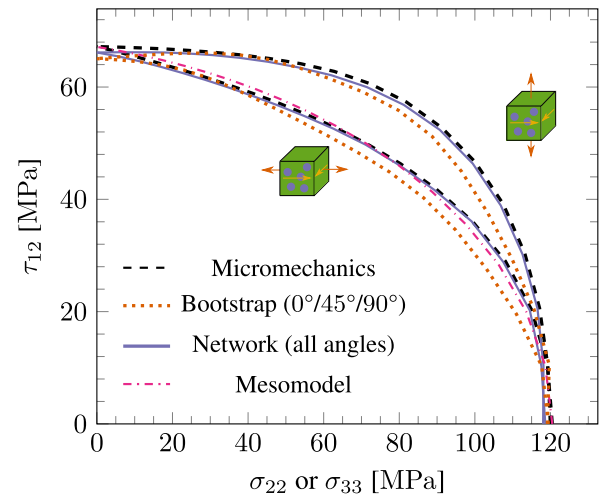 60
40
20
0
τ12 [MPa]
Micromechanics
Bootstrap (0°/45°/90°)
Network (all angles)
Mesomodel
0 20 40 60 80 100 120
σ22 or σ33 [MPa]